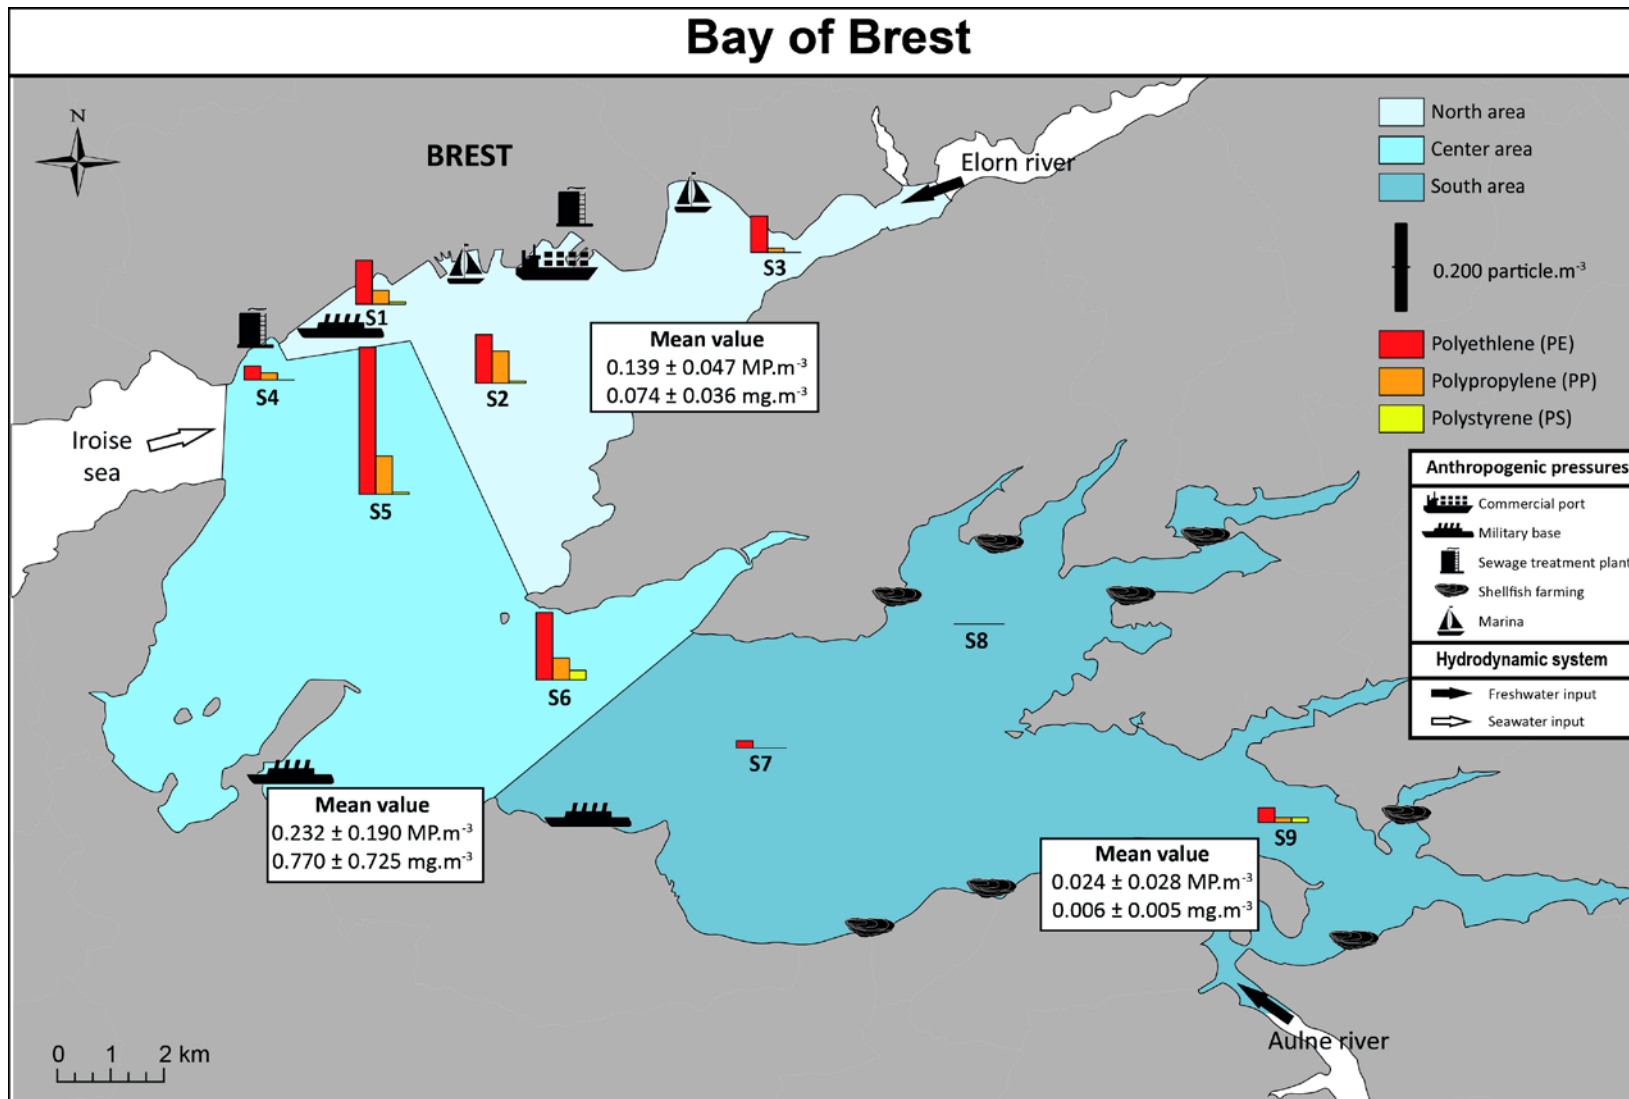 Bay of Brest
N
BREST
Elorn river
North area
Center area
South area
0.200 particle.m⁻³
Polyethlene (PE)
Polypropylene (PP)
Polystyrene (PS)
Anthropogenic pressures
Commercial port
Military base
Sewage treatment plant
Shellfish farming
Marina
Hydrodynamic system
Freshwater input
Seawater input
S3
S1
S2
S4
S5
Mean value
0.139 ± 0.047 MP.m⁻³
0.074 ± 0.036 mg.m⁻³
Iroise
sea
S6
S8
S7
S9
Mean value
0.232 ± 0.190 MP.m⁻³
0.770 ± 0.725 mg.m⁻³
Mean value
0.024 ± 0.028 MP.m⁻³
0.006 ± 0.005 mg.m⁻³
Aulne river
0 1 2 km